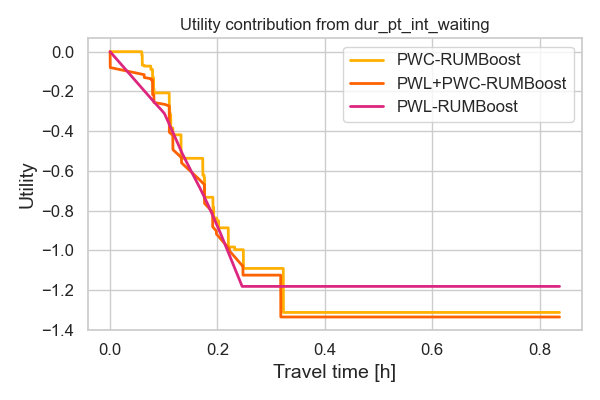 Utility contribution from dur_pt_int_waiting
PWC-RUMBoost
PWL+PWC-RUMBoost
PWL-RUMBoost
0.0
−0.2
−0.4
−0.6
−0.8
−1.0
−1.2
−1.4
Utility
0.0 0.2 0.4 0.6 0.8
Travel time [h]